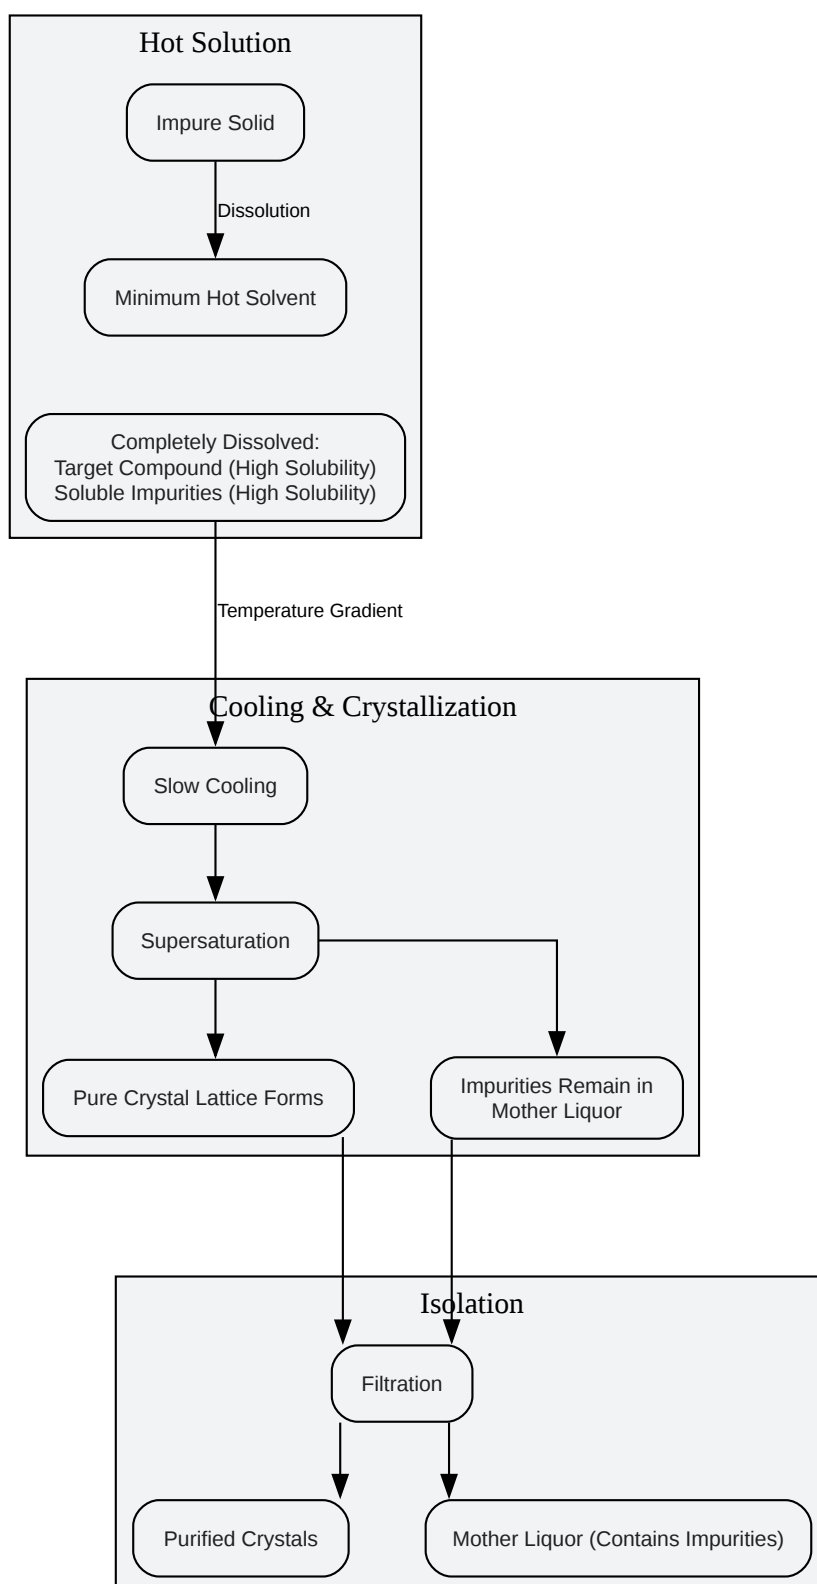 Hot Solution
Impure Solid
Dissolution
Minimum Hot Solvent
Completely Dissolved:
Target Compound (High Solubility)
Soluble Impurities (High Solubility)
Temperature Gradient
Cooling & Crystallization
Slow Cooling
Supersaturation
Pure Crystal Lattice Forms
Impurities Remain in
Mother Liquor
Isolation
Filtration
Purified Crystals
Mother Liquor (Contains Impurities)